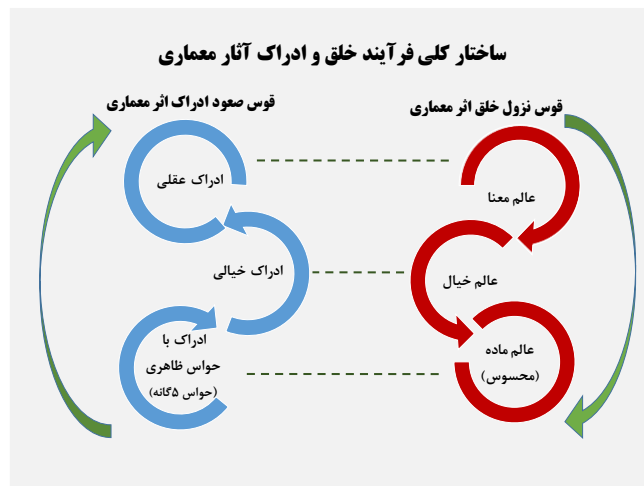 ساختار کلی فرآیند خلق و ادراک آثار معماری
قوس نزول خلق اثر معماری
عالم معنا
عالم خیال
عالم ماده
(محسوس)
قوس صعود ادراک اثر معماری
ادراک عقلی
ادراک خیالی
ادراک با
حواس ظاهری
(حواس ۵گانه)